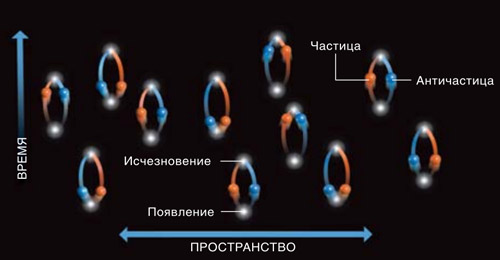 Частица
Античастица
ВРЕМЯ
Исчезновение
Появление
ПРОСТРАНСТВО